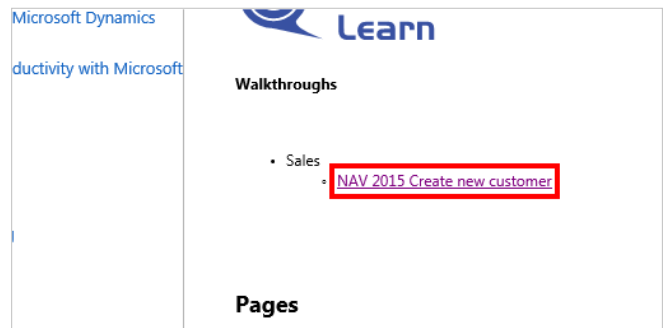 Microsoft Dynamics
ductivity with Microsoft
Learn
Walkthroughs
• Sales
◦ NAV 2015 Create new customer
Pages